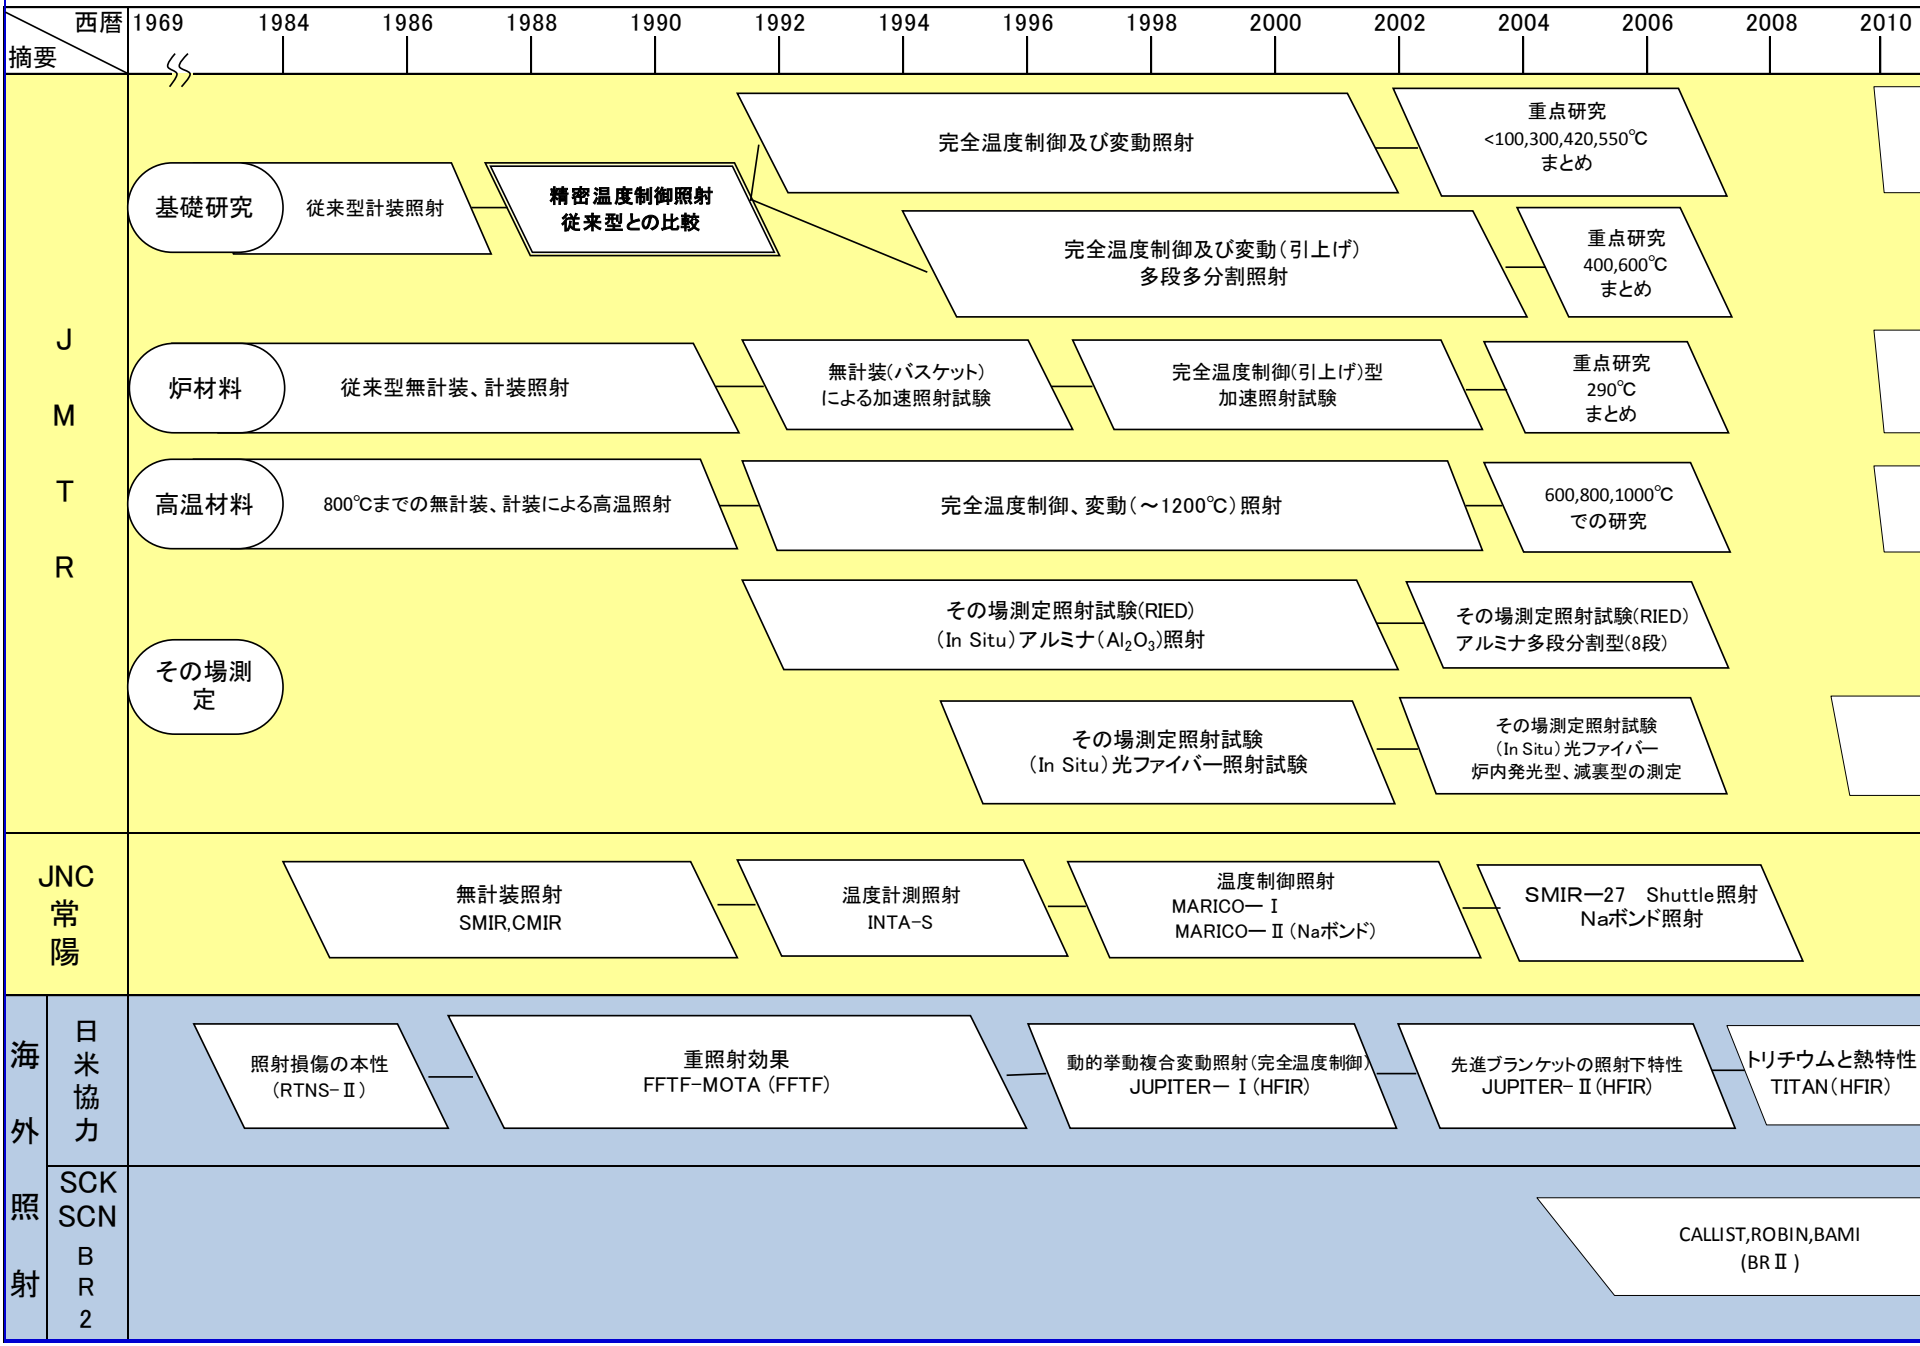 西暦
摘要
1969 1984 1986 1988 1990 1992 1994 1996 1998 2000 2002 2004 2006 2008 2010
JMTR
基礎研究
従来型計装照射
精密温度制御照射
従来型との比較
完全温度制御及び変動照射
重点研究
<100,300,420,550℃
まとめ
完全温度制御及び変動(引上げ)
多段多分割照射
重点研究
400,600℃
まとめ
炉材料
従来型無計装、計装照射
無計装(バスケット)
による加速照射試験
完全温度制御(引上げ)型
加速照射試験
重点研究
290℃
まとめ
高温材料
800℃までの無計装、計装による高温照射
完全温度制御、変動(~1200℃)照射
600,800,1000℃
での研究
その場測
定
その場測定照射試験(RIED)
(In Situ)アルミナ(Al₂O₃)照射
その場測定照射試験(RIED)
アルミナ多段分割型(8段)
その場測定照射試験
(In Situ)光ファイバー照射試験
その場測定照射試験
(In Situ)光ファイバー
炉内発光型、減裏型の測定
JNC
常
陽
無計装照射
SMIR,CMIR
温度計測照射
INTA-S
温度制御照射
MARICO―Ⅰ
MARICO―Ⅱ(Naボンド)
SMIR―27 Shuttle照射
Naボンド照射
海外照射
日米協力
照射損傷の本性
(RTNS-Ⅱ)
重照射効果
FFTF-MOTA(FFTF)
動的挙動複合変動照射(完全温度制御)
JUPITER―Ⅰ(HFIR)
先進ブランケットの照射下特性
JUPITER-Ⅱ(HFIR)
トリチウムと熱特性
TITAN(HFIR)
SCK
SCN
B
R
2
CALLIST,ROBIN,BAMI
(BRⅡ)